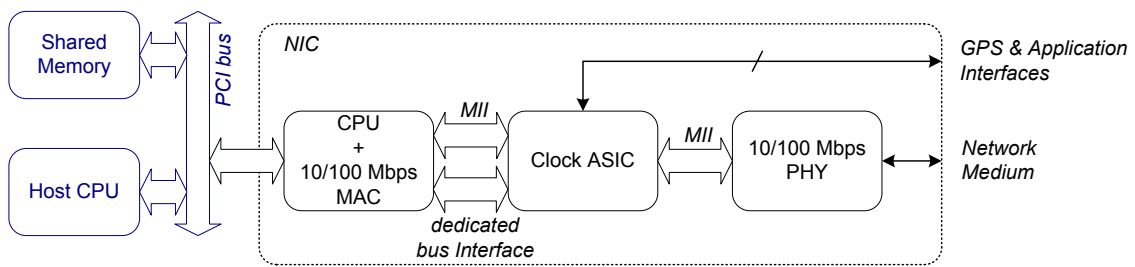 Shared
Memory
PCI bus
Host CPU
NIC
CPU
+
10/100 Mbps
MAC
MII
dedicated
bus Interface
Clock ASIC
MII
10/100 Mbps
PHY
GPS & Application
Interfaces
Network
Medium